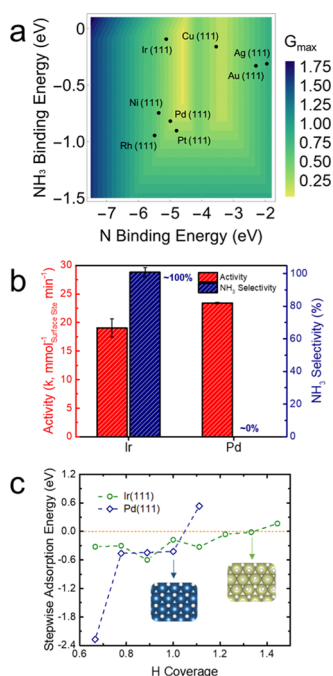 a
0
−0.5
−1.0
−1.5
NH₃ Binding Energy (eV)
Ir (111)
Cu (111)
Ag (111)
Au (111)
Ni (111)
Pd (111)
Rh (111)
Pt (111)
−7 −6 −5 −4 −3 −2
N Binding Energy (eV)
Gmax
1.75
1.50
1.25
1.00
0.75
0.50
0.25
b
30
25
20
15
10
5
0
Activity (k, mmol⁻¹Surface Site min⁻¹)
~100%
Activity
NH₃ Selectivity
~0%
100
80
60
40
20
0
NH₃ Selectivity (%)
Ir Pd
c
1.2
0.6
0.0
-0.6
-1.2
-1.8
-2.4
Stepwise Adsorption Energy (eV)
Ir(111)
Pd(111)
0.6 0.8 1.0 1.2 1.4
H Coverage